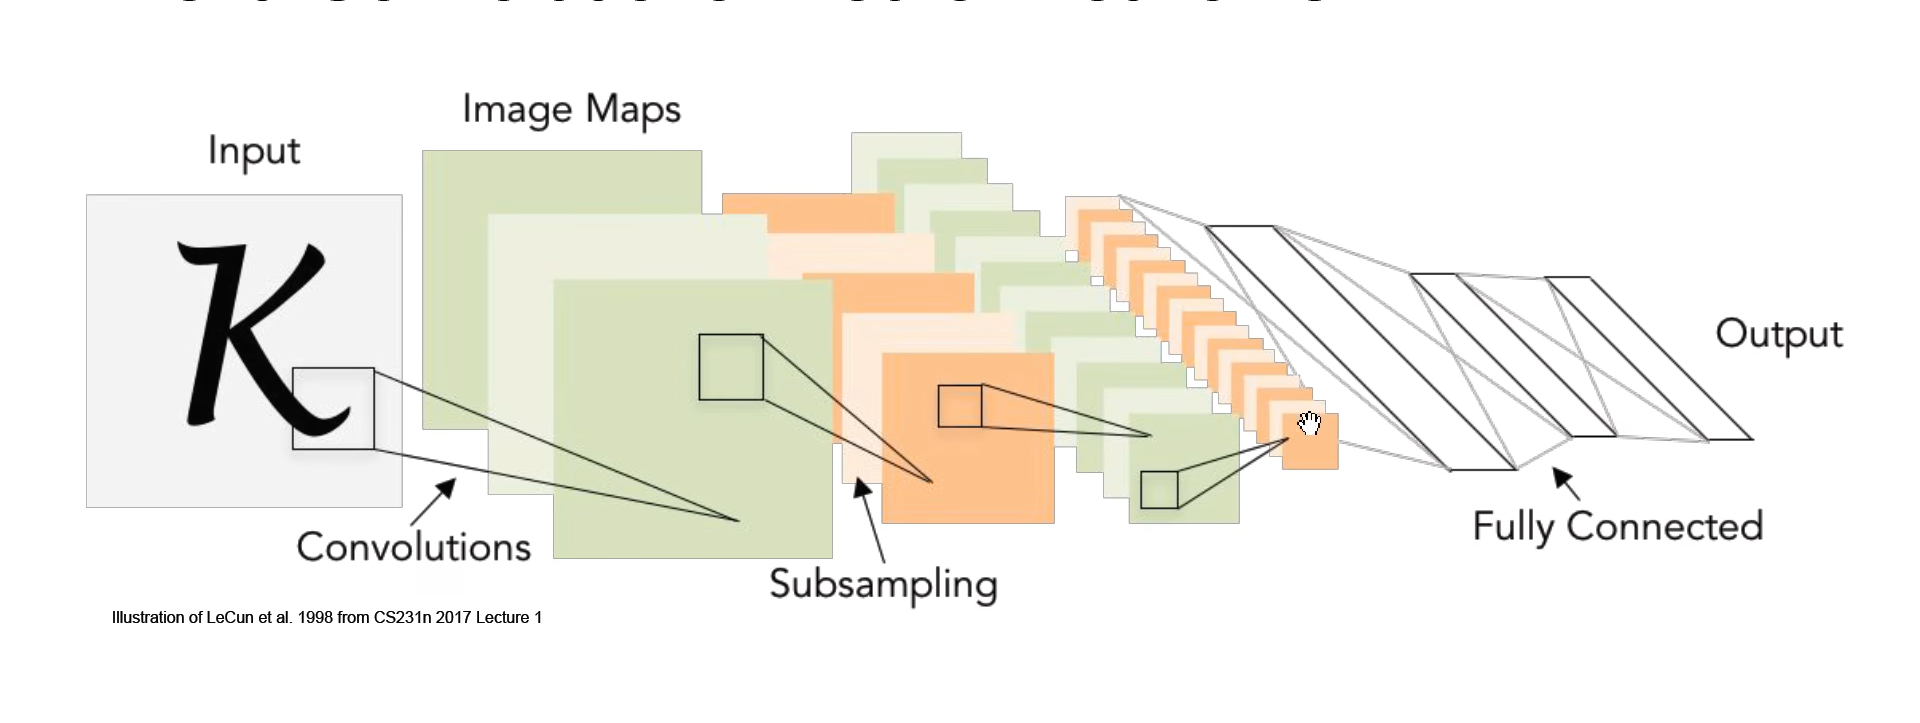 Image Maps
Input
K
Output
Fully Connected
Convolutions
Subsampling
Illustration of LeCun et al. 1998 from CS231n 2017 Lecture 1